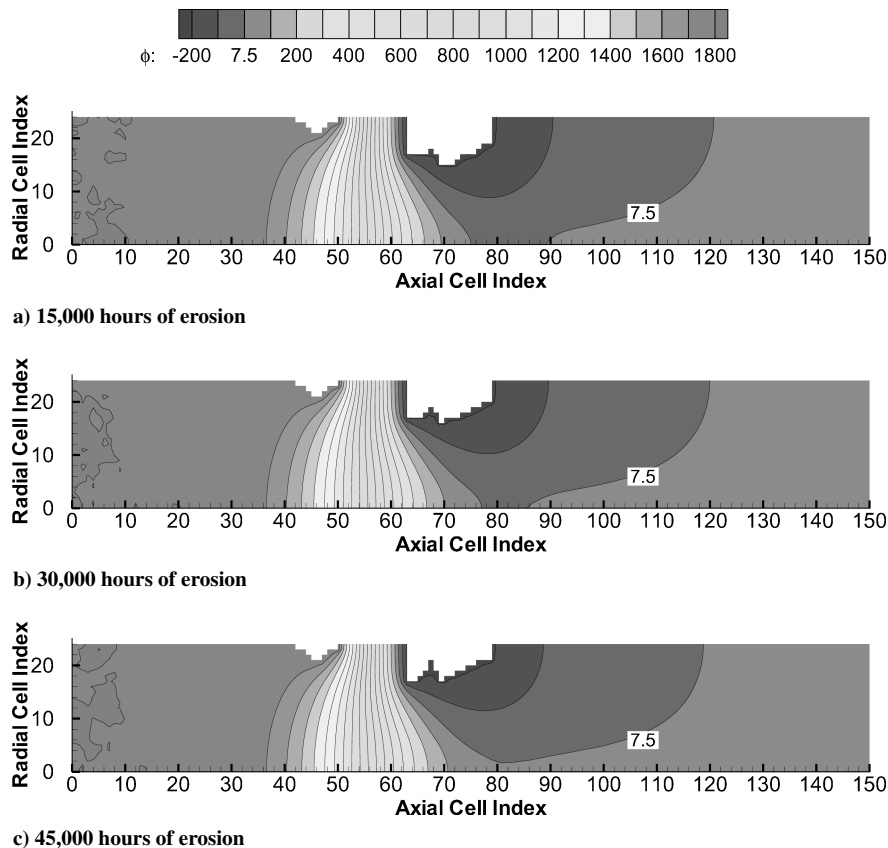 ϕ: -200 7.5 200 400 600 800 1000 1200 1400 1600 1800
Radial Cell Index
20
10
0
0 10 20 30 40 50 60 70 80 90 100 110 120 130 140 150
7.5
Axial Cell Index
a) 15,000 hours of erosion
Radial Cell Index
20
10
0
0 10 20 30 40 50 60 70 80 90 100 110 120 130 140 150
7.5
Axial Cell Index
b) 30,000 hours of erosion
Radial Cell Index
20
10
0
0 10 20 30 40 50 60 70 80 90 100 110 120 130 140 150
7.5
Axial Cell Index
c) 45,000 hours of erosion